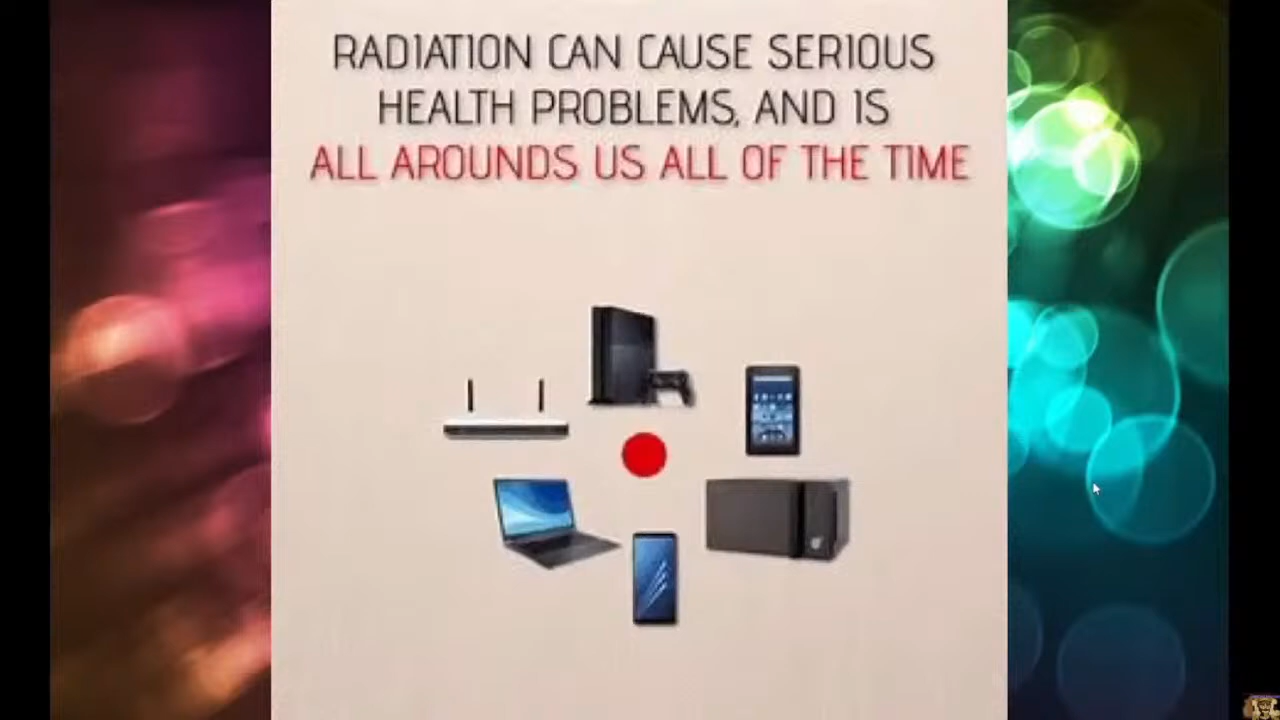 RADIATION CAN CAUSE SERIOUS
HEALTH PROBLEMS, AND IS
ALL AROUNDS US ALL OF THE TIME